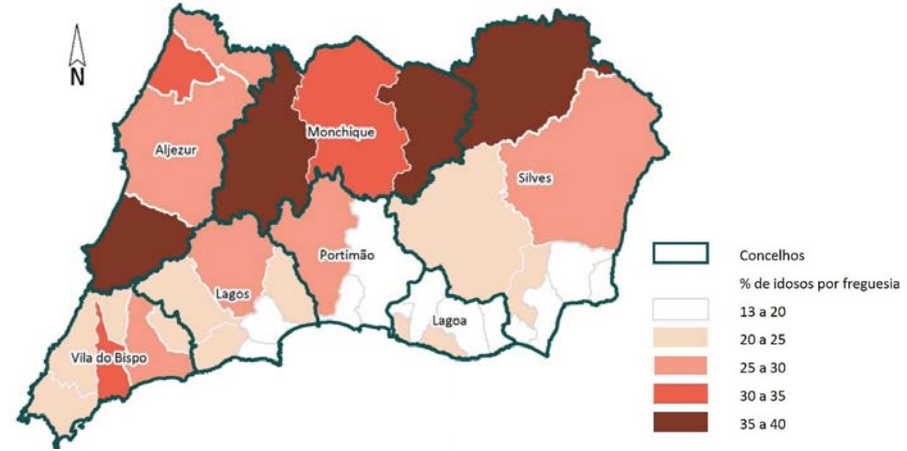 N
Monchique
Aljezur
Silves
Portimão
Lagos
Lagoa
Vila do Bispo
Concelhos
% de idosos por freguesia
13 a 20
20 a 25
25 a 30
30 a 35
35 a 40